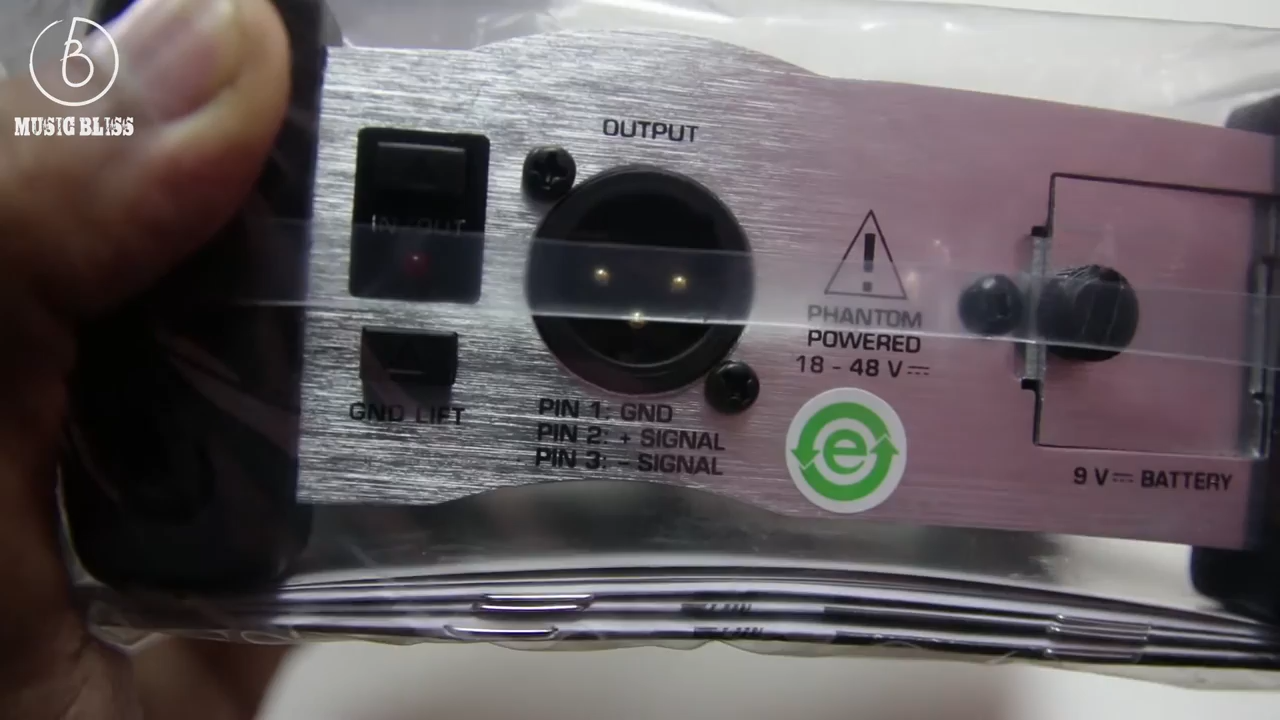 MUSIC BLISS
OUTPUT
IN OUT
GND LIFT
PIN 1: GND
PIN 2: + SIGNAL
PIN 3: – SIGNAL
PHANTOM
POWERED
18 - 48 V⎓
e
9 V⎓ BATTERY